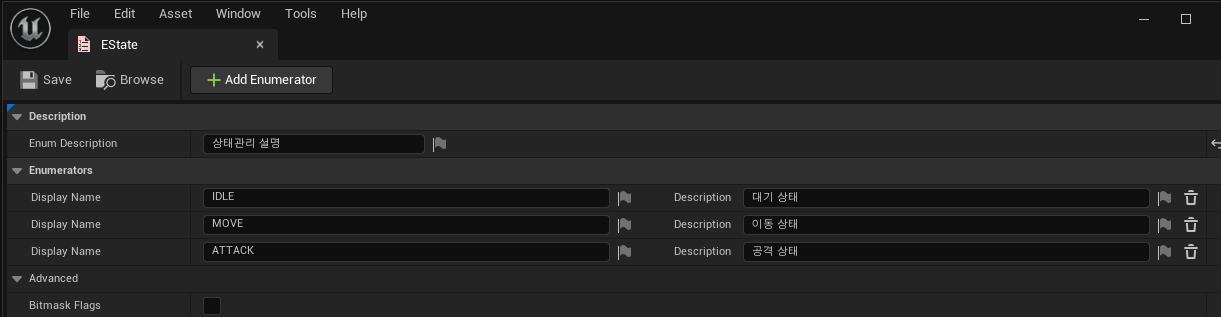 File Edit Asset Window Tools Help
EState
Save Browse Add Enumerator
Description
Enum Description 상태관리 설명
Enumerators
Display Name IDLE Description 대기 상태
Display Name MOVE Description 이동 상태
Display Name ATTACK Description 공격 상태
Advanced
Bitmask Flags